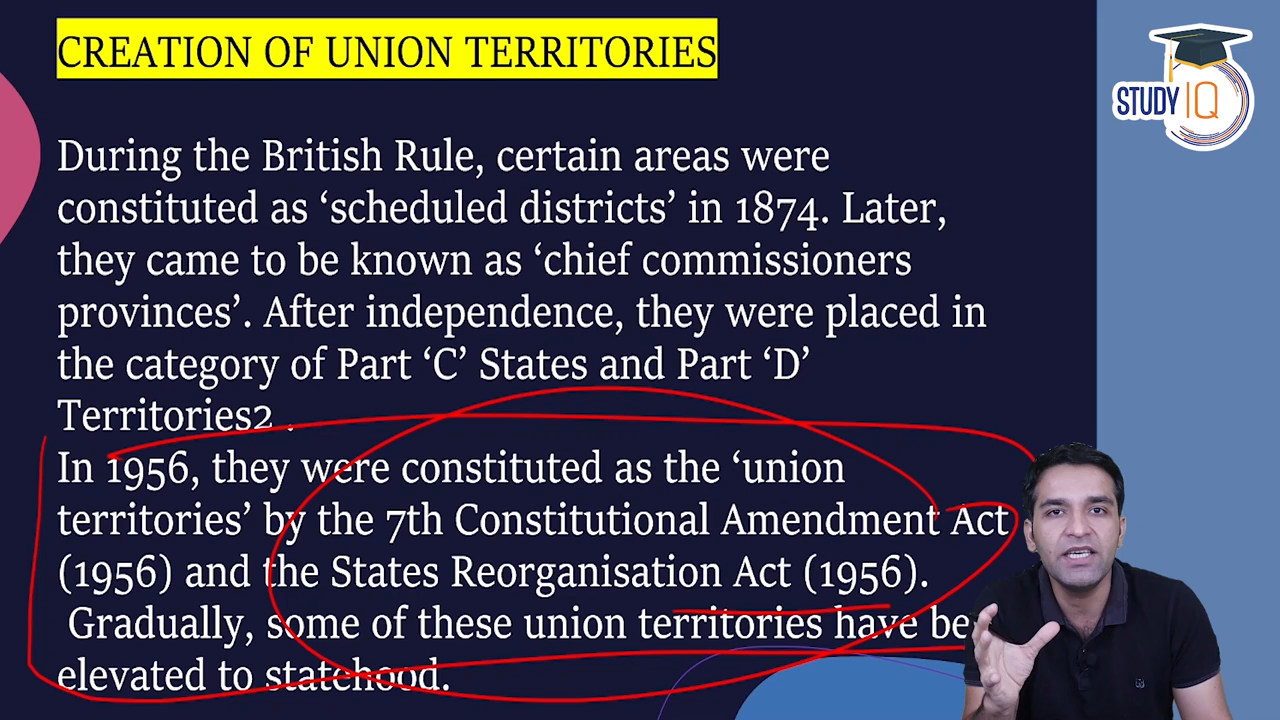 CREATION OF UNION TERRITORIES
STUDY IQ
During the British Rule, certain areas were
constituted as ‘scheduled districts’ in 1874. Later,
they came to be known as ‘chief commissioners
provinces’. After independence, they were placed in
the category of Part ‘C’ States and Part ‘D’
Territories2 .
In 1956, they were constituted as the ‘union
territories’ by the 7th Constitutional Amendment Act
(1956) and the States Reorganisation Act (1956).
Gradually, some of these union territories have
elevated to statehood.